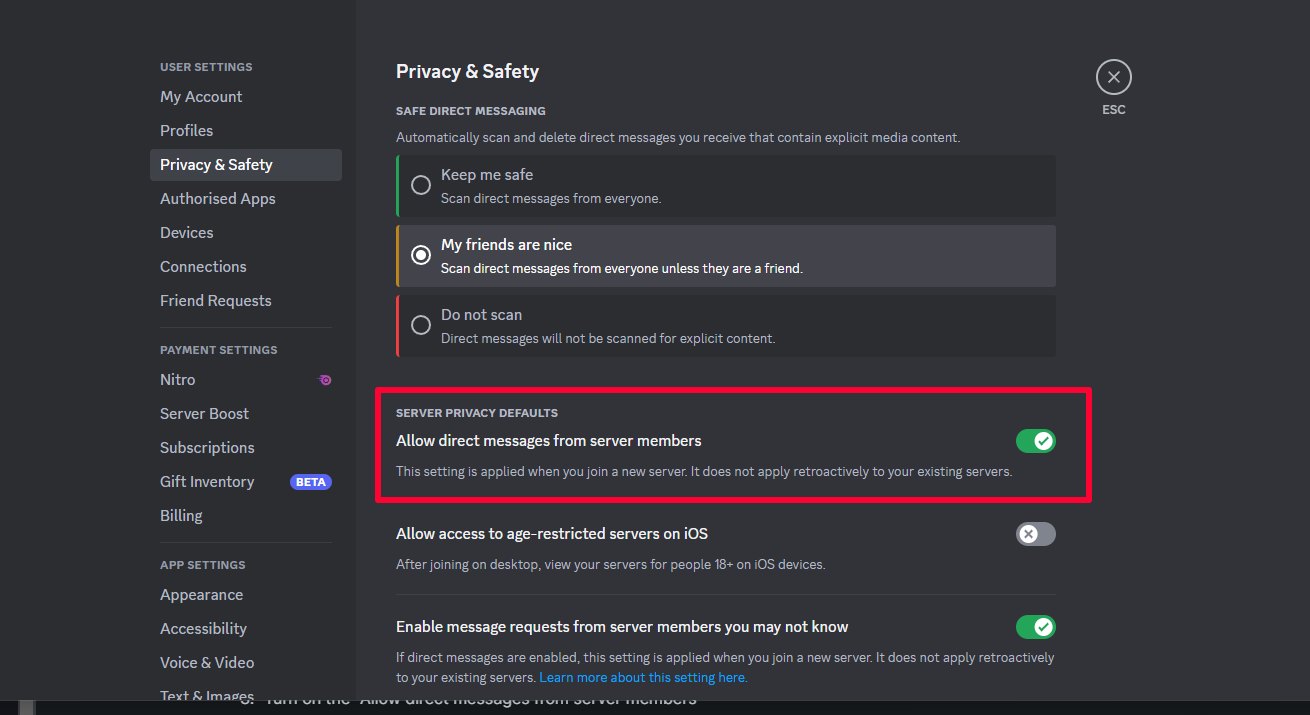 USER SETTINGS
My Account
Profiles
Privacy & Safety
Authorised Apps
Devices
Connections
Friend Requests
PAYMENT SETTINGS
Nitro
Server Boost
Subscriptions
Gift Inventory BETA
Billing
APP SETTINGS
Appearance
Accessibility
Voice & Video
Text & Images
Privacy & Safety
ESC
SAFE DIRECT MESSAGING
Automatically scan and delete direct messages you receive that contain explicit media content.
Keep me safe
Scan direct messages from everyone.
My friends are nice
Scan direct messages from everyone unless they are a friend.
Do not scan
Direct messages will not be scanned for explicit content.
SERVER PRIVACY DEFAULTS
Allow direct messages from server members
This setting is applied when you join a new server. It does not apply retroactively to your existing servers.
Allow access to age-restricted servers on iOS
After joining on desktop, view your servers for people 18+ on iOS devices.
Enable message requests from server members you may not know
If direct messages are enabled, this setting is applied when you join a new server. It does not apply retroactively
to your existing servers. Learn more about this setting here.
Turn on the "Allow direct messages from server members"